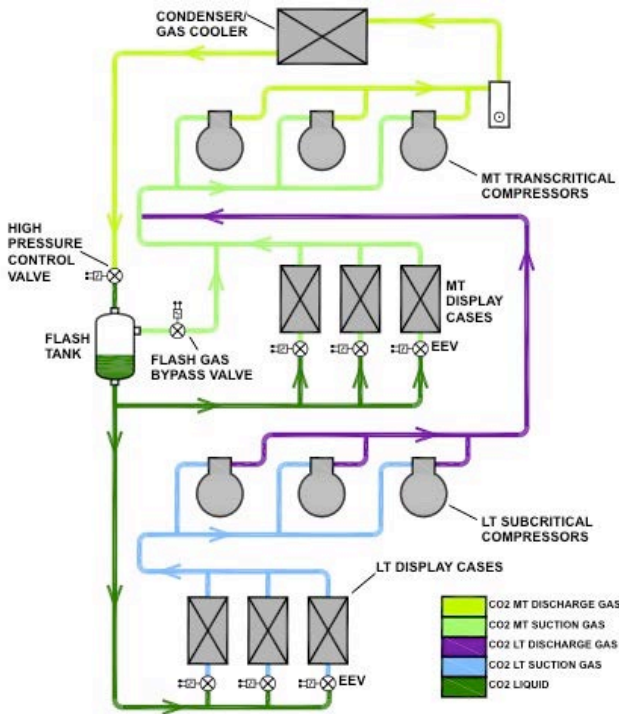 CONDENSER/
GAS COOLER
MT TRANSCRITICAL
COMPRESSORS
HIGH
PRESSURE
CONTROL
VALVE
MT
DISPLAY
CASES
FLASH
TANK
FLASH GAS
BYPASS VALVE
EEV
LT SUBCRITICAL
COMPRESSORS
LT DISPLAY CASES
EEV
CO2 MT DISCHARGE GAS
CO2 MT SUCTION GAS
CO2 LT DISCHARGE GAS
CO2 LT SUCTION GAS
CO2 LIQUID